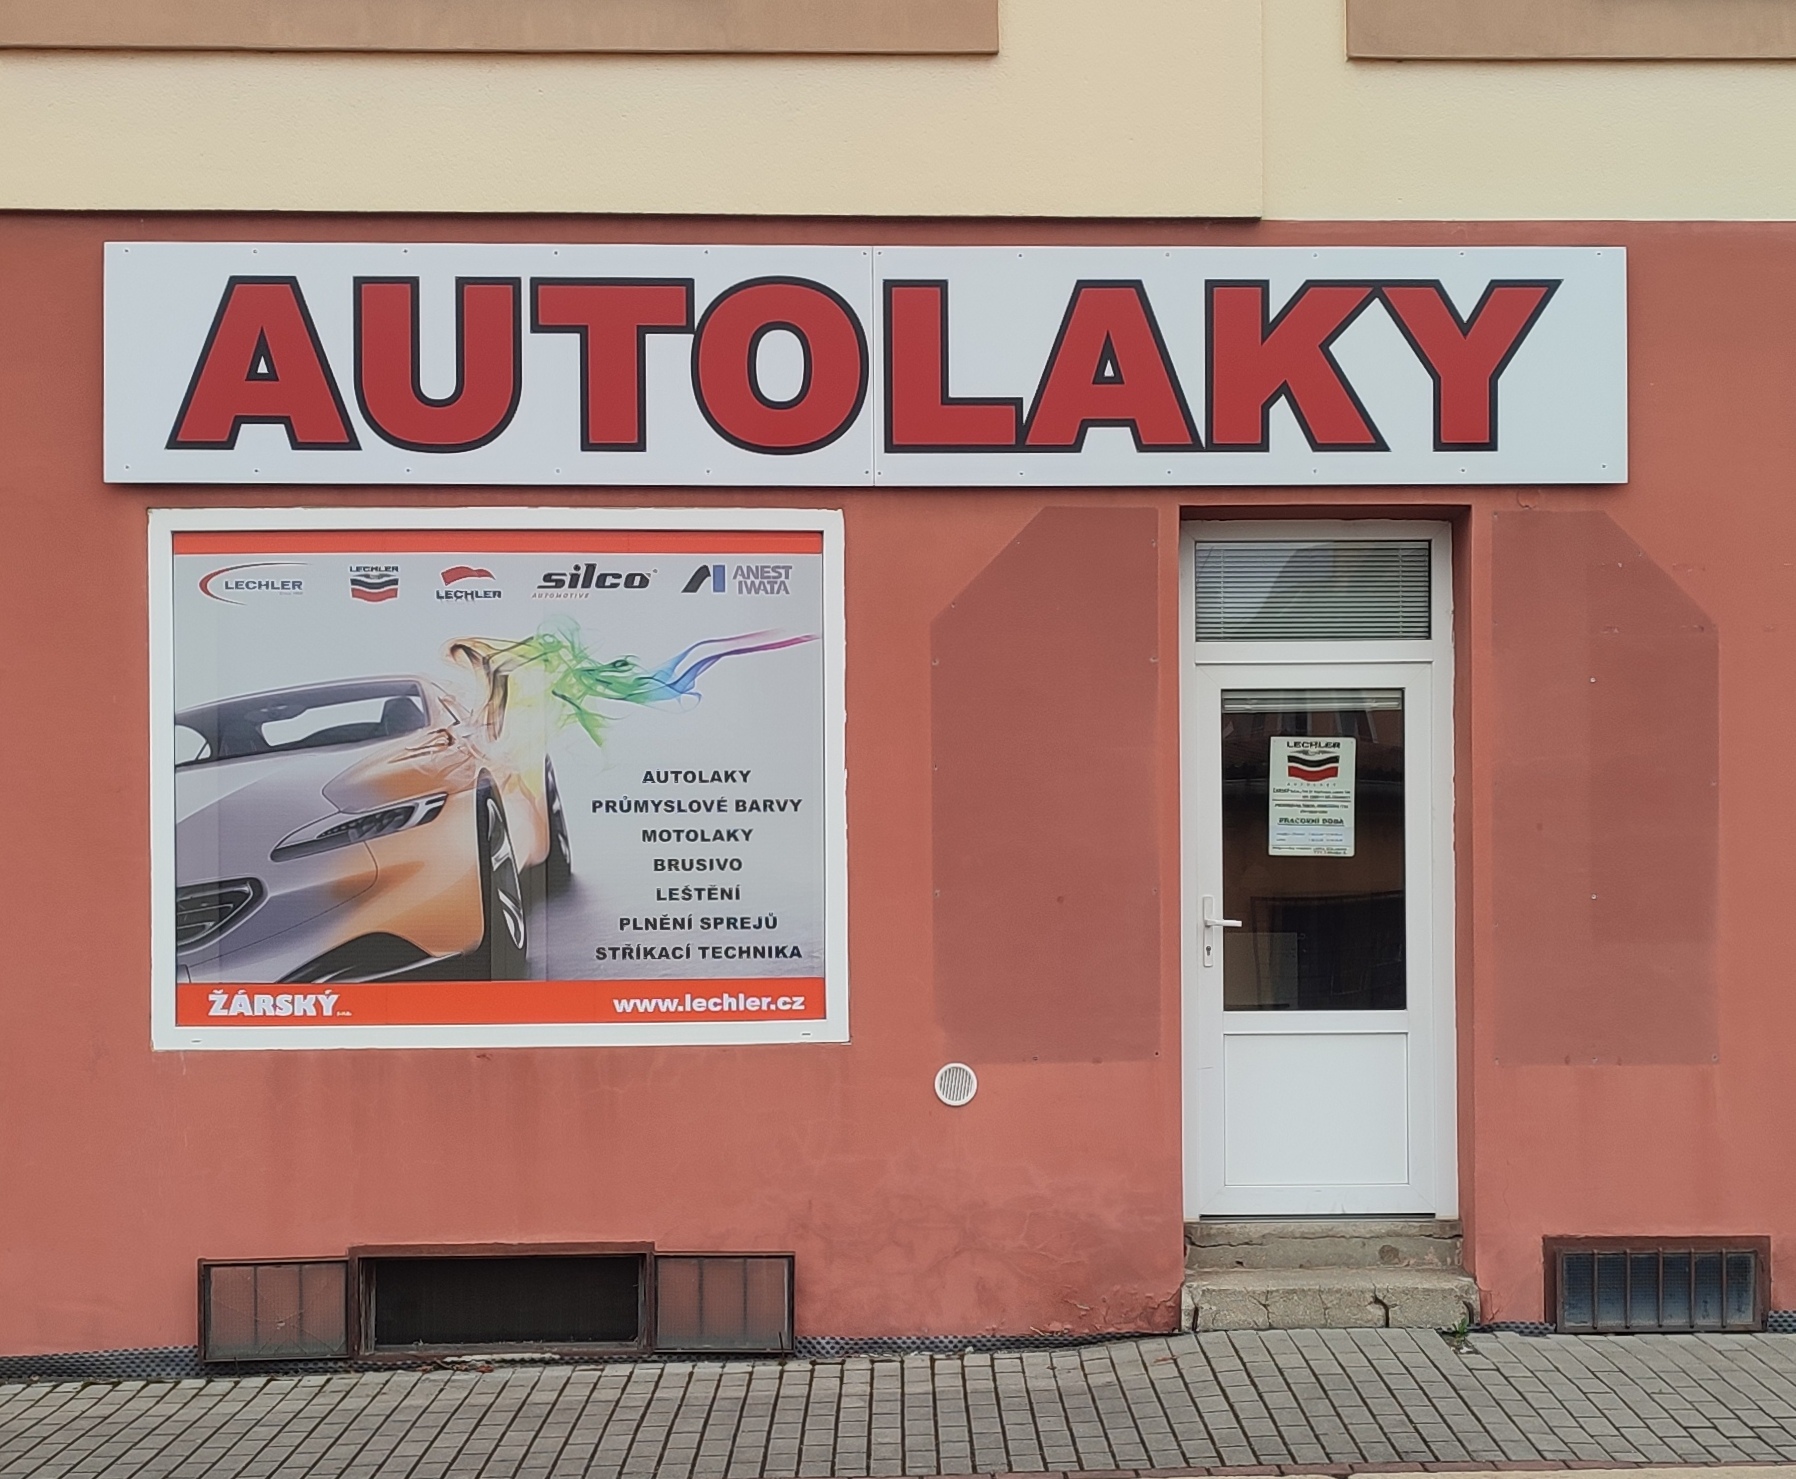 AUTOLAKY
LECHLER
LECHLER
LECHLER
silco
AUTOMOTIVE
ANEST
IWATA
AUTOLAKY
PRŮMYSLOVÉ BARVY
MOTOLAKY
BRUSIVO
LEŠTĚNÍ
PLNĚNÍ SPREJŮ
STŘÍKACÍ TECHNIKA
ŽÁRSKÝ s.r.o.
www.lechler.cz
LECHLER
AUTOLAKY
PRACOVNÍ DOBA